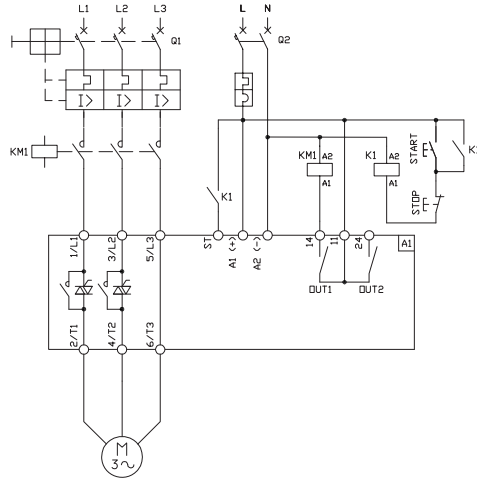 L1 L2 L3 L N
Q1 Q2
I> I> I>
KM1 KM1 A2 K1 A2 START K1
A1 A1
K1 STOP
1/L1 3/L2 5/L3 ST A1 (+) A2 (-) 14 11 24 A1
OUT1 OUT2
2/T1 4/T2 6/T3
M
3~